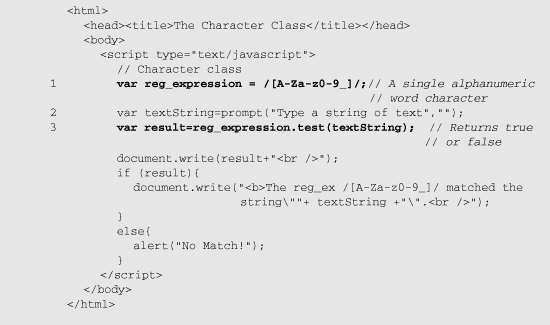 <html>
<head><title>The Character Class</title></head>
<body>
<script type="text/javascript">
// Character class
1 var reg_expression = /[A-Za-z0-9_]/;// A single alphanumeric
// word character
2 var textString=prompt("Type a string of text","");
3 var result=reg_expression.test(textString); // Returns true
// or false
document.write(result+"<br />");
if (result){
document.write("<b>The reg_ex /[A-Za-z0-9_]/ matched the
string\""+ textString +"\".<br />");
}
else{
alert("No Match!");
}
</script>
</body>
</html>